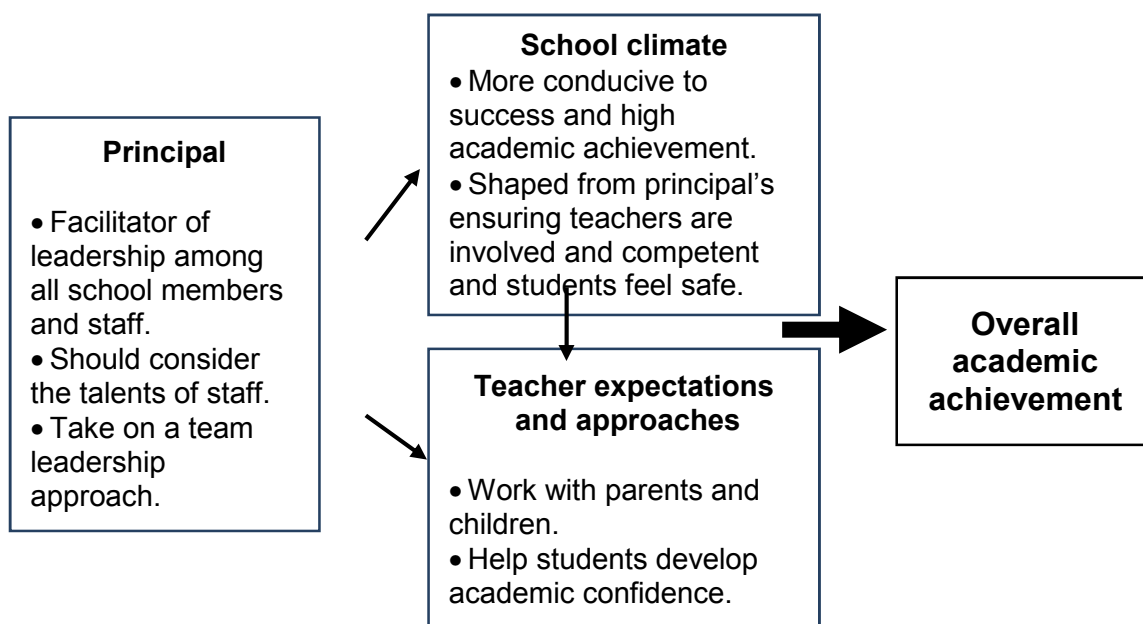 Principal
• Facilitator of
leadership among
all school members
and staff.
• Should consider
the talents of staff.
• Take on a team
leadership
approach.
School climate
• More conducive to
success and high
academic achievement.
• Shaped from principal’s
ensuring teachers are
involved and competent
and students feel safe.
Teacher expectations
and approaches
• Work with parents and
children.
• Help students develop
academic confidence.
Overall
academic
achievement